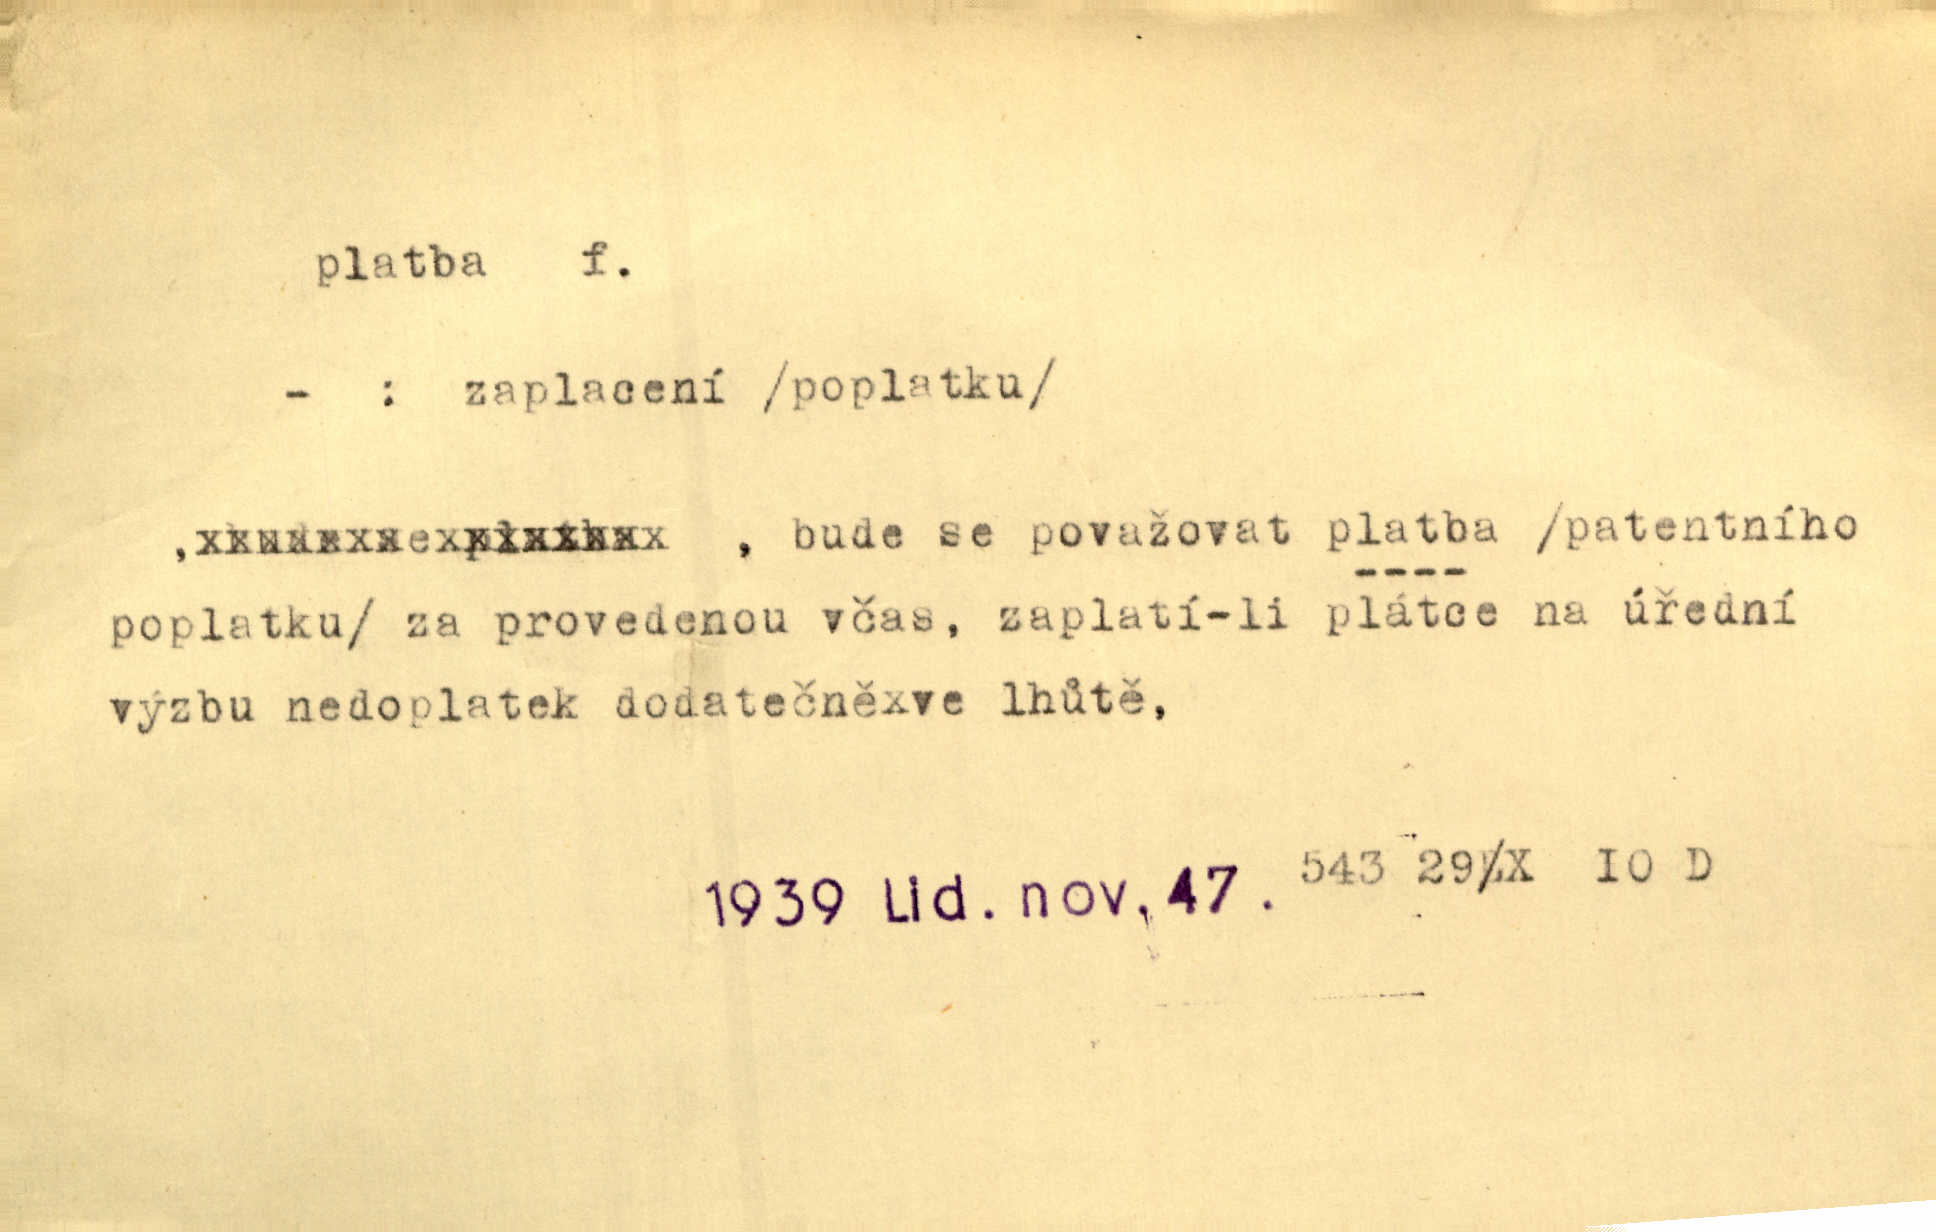 platba f.
- : zaplacení /poplatku/
, bude se považovat platba /patentního
poplatku/ za provedenou včas, zaplatí-li plátce na úřední
výzbu nedoplatek dodatečněxve lhůtě,
1939 Lid. nov. 47. 543 29/X IO D